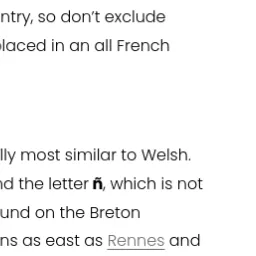 ntry, so don’t exclude
placed in an all French
lly most similar to Welsh.
nd the letter ñ, which is not
und on the Breton
ns as east as Rennes and